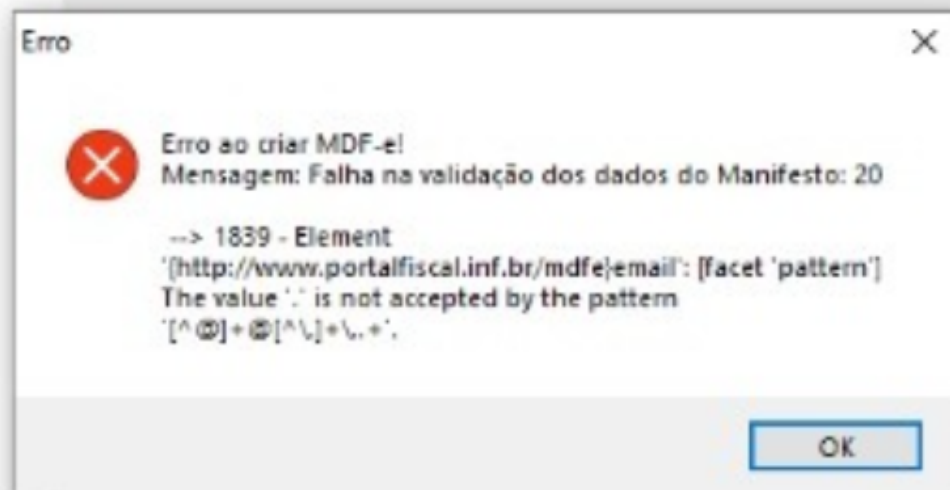 Erro
Erro ao criar MDF-e!
Mensagem: Falha na validação dos dados do Manifesto: 20
--> 1839 - Element
'{http://www.portalfiscal.inf.br/mdfe}email': [facet 'pattern']
The value '.' is not accepted by the pattern
'[^@]+@[^\.]+\..+'.
OK